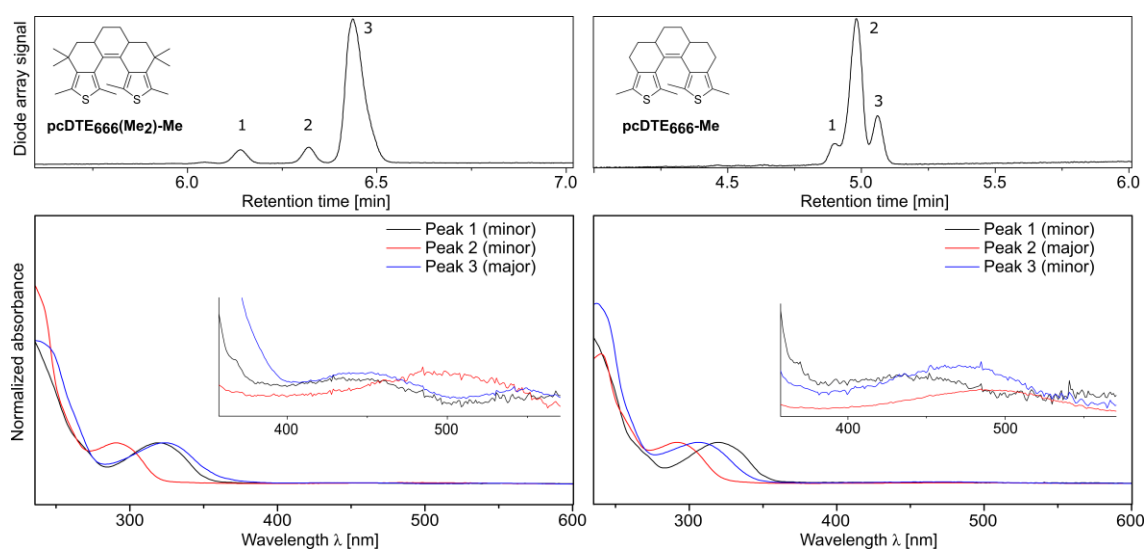 Diode array signal
3
1
2
S
S
pcDTE666(Me2)-Me
6.0
6.5
7.0
Retention time [min]
2
3
1
S
S
pcDTE666-Me
4.5
5.0
5.5
6.0
Retention time [min]
Normalized absorbance
Peak 1 (minor)
Peak 2 (minor)
Peak 3 (major)
400
500
300
400
500
600
Wavelength λ [nm]
Peak 1 (minor)
Peak 2 (major)
Peak 3 (minor)
400
500
300
400
500
600
Wavelength λ [nm]